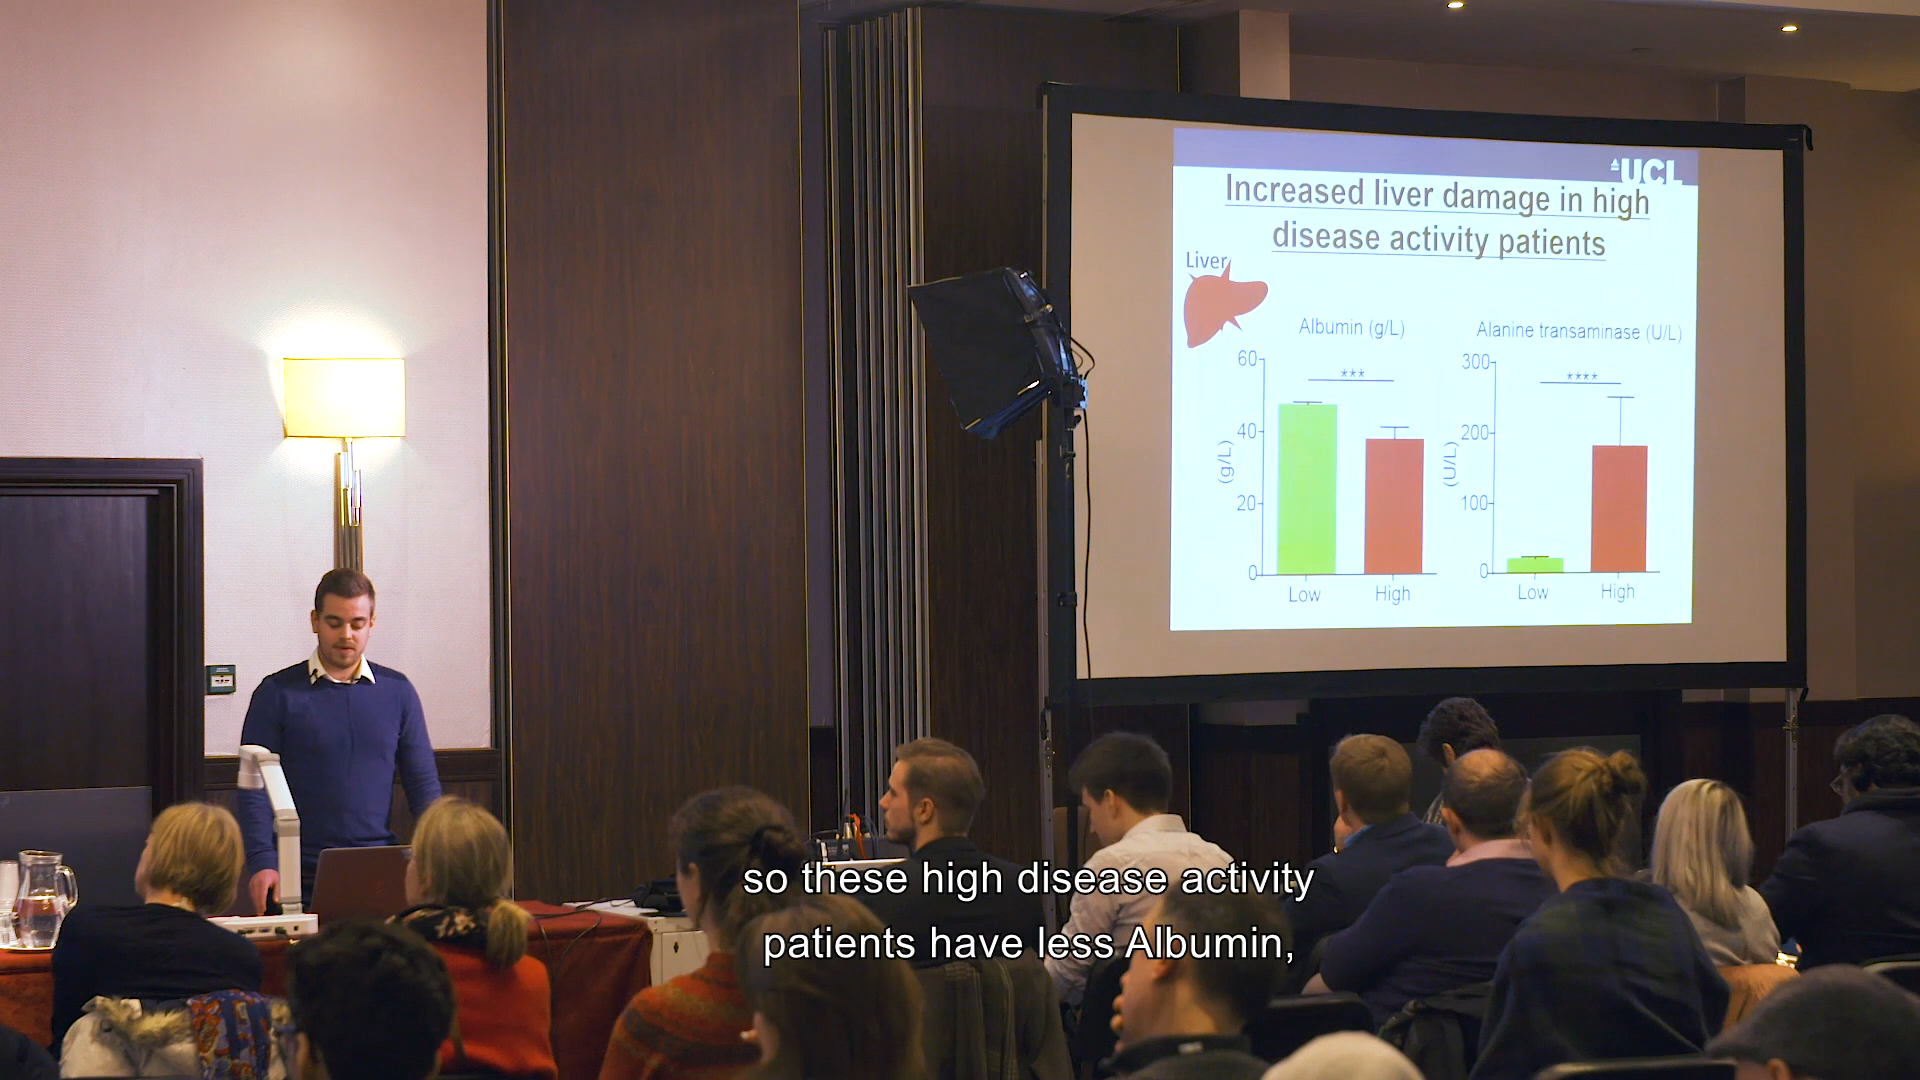 UCL
Increased liver damage in high
disease activity patients
Liver
Albumin (g/L)
60
***
40
(g/L)
20
0
Low High
Alanine transaminase (U/L)
300
****
200
(U/L)
100
0
Low High
so these high disease activity
patients have less Albumin,